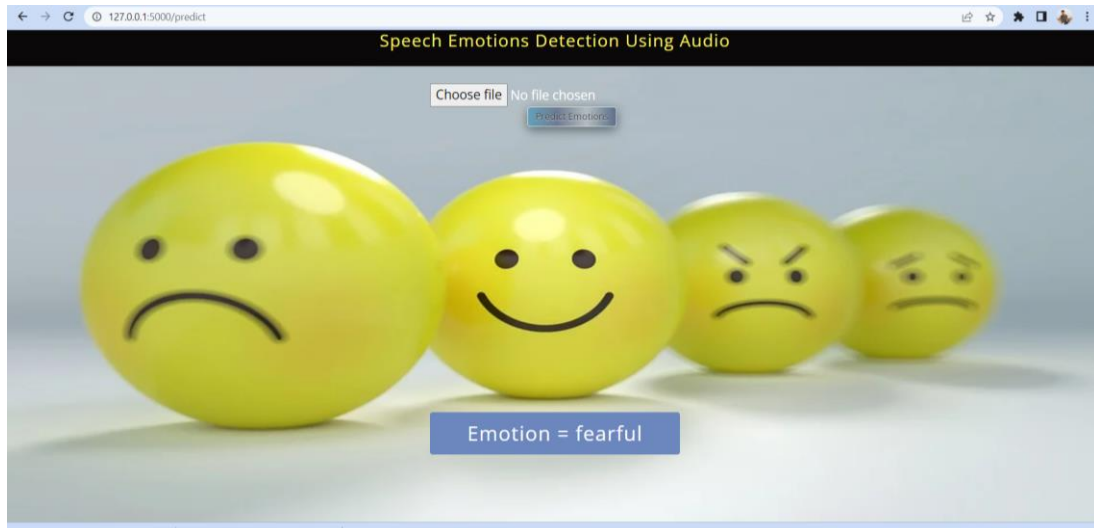 127.0.0.1:5000/predict
Speech Emotions Detection Using Audio
Choose file No file chosen
Predict Emotions
Emotion = fearful